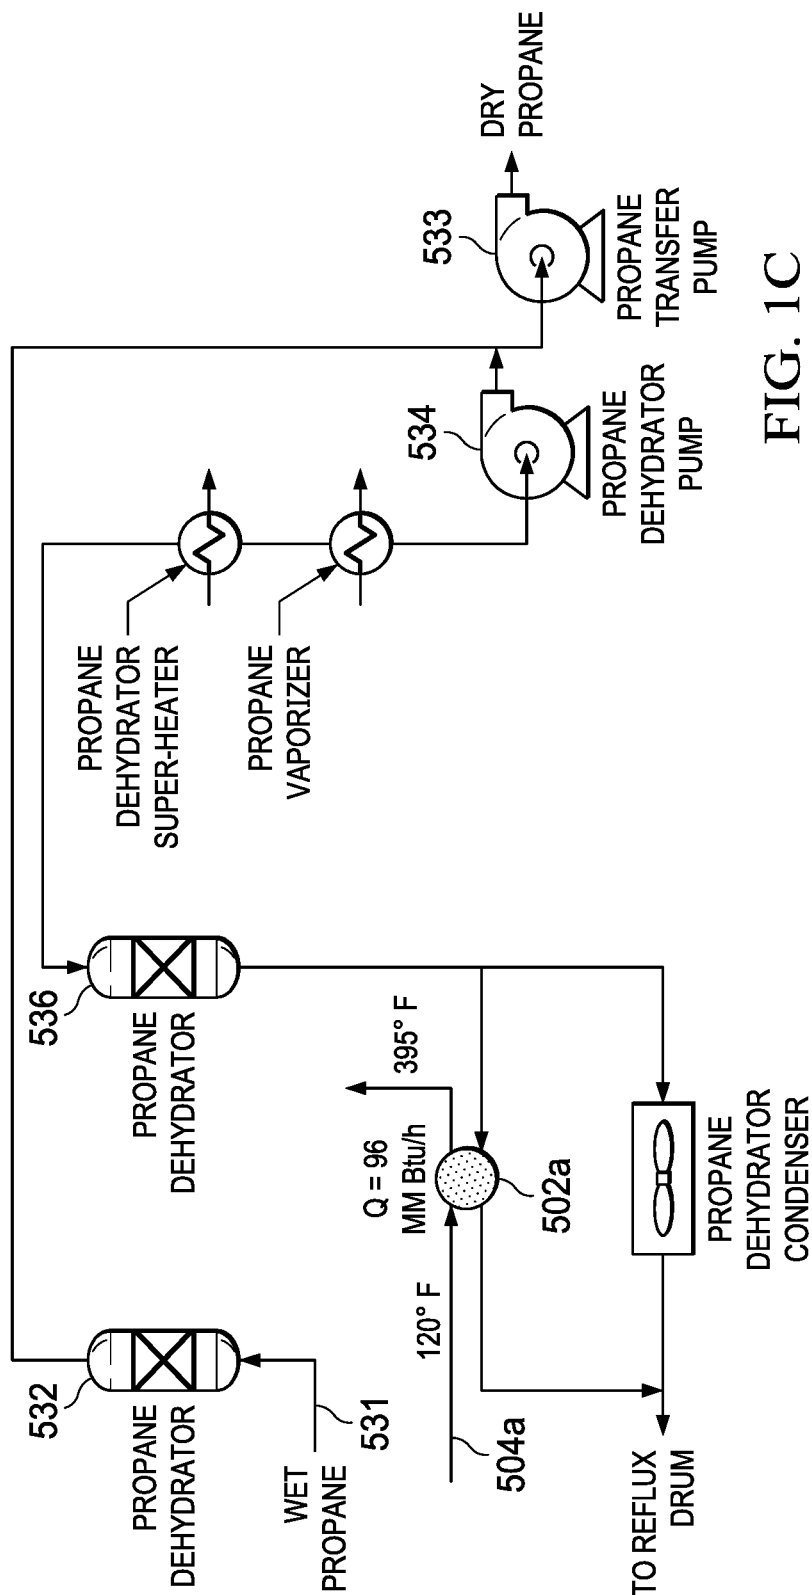 532
PROPANE
DEHYDRATOR
WET
PROPANE
531
536
PROPANE
DEHYDRATOR
PROPANE
DEHYDRATOR
SUPER-HEATER
PROPANE
VAPORIZER
534
PROPANE
DEHYDRATOR
PUMP
533
PROPANE
TRANSFER
PUMP
DRY
PROPANE
504a
120° F
Q = 96
MM Btu/h
395° F
502a
PROPANE
DEHYDRATOR
CONDENSER
TO REFLUX
DRUM
FIG. 1C